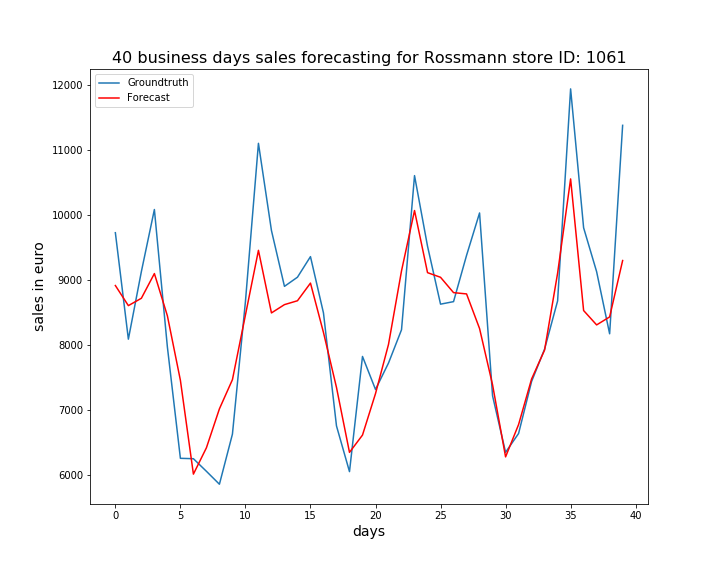 40 business days sales forecasting for Rossmann store ID: 1061
Groundtruth
Forecast
12000
11000
10000
9000
8000
7000
6000
sales in euro
0 5 10 15 20 25 30 35 40
days